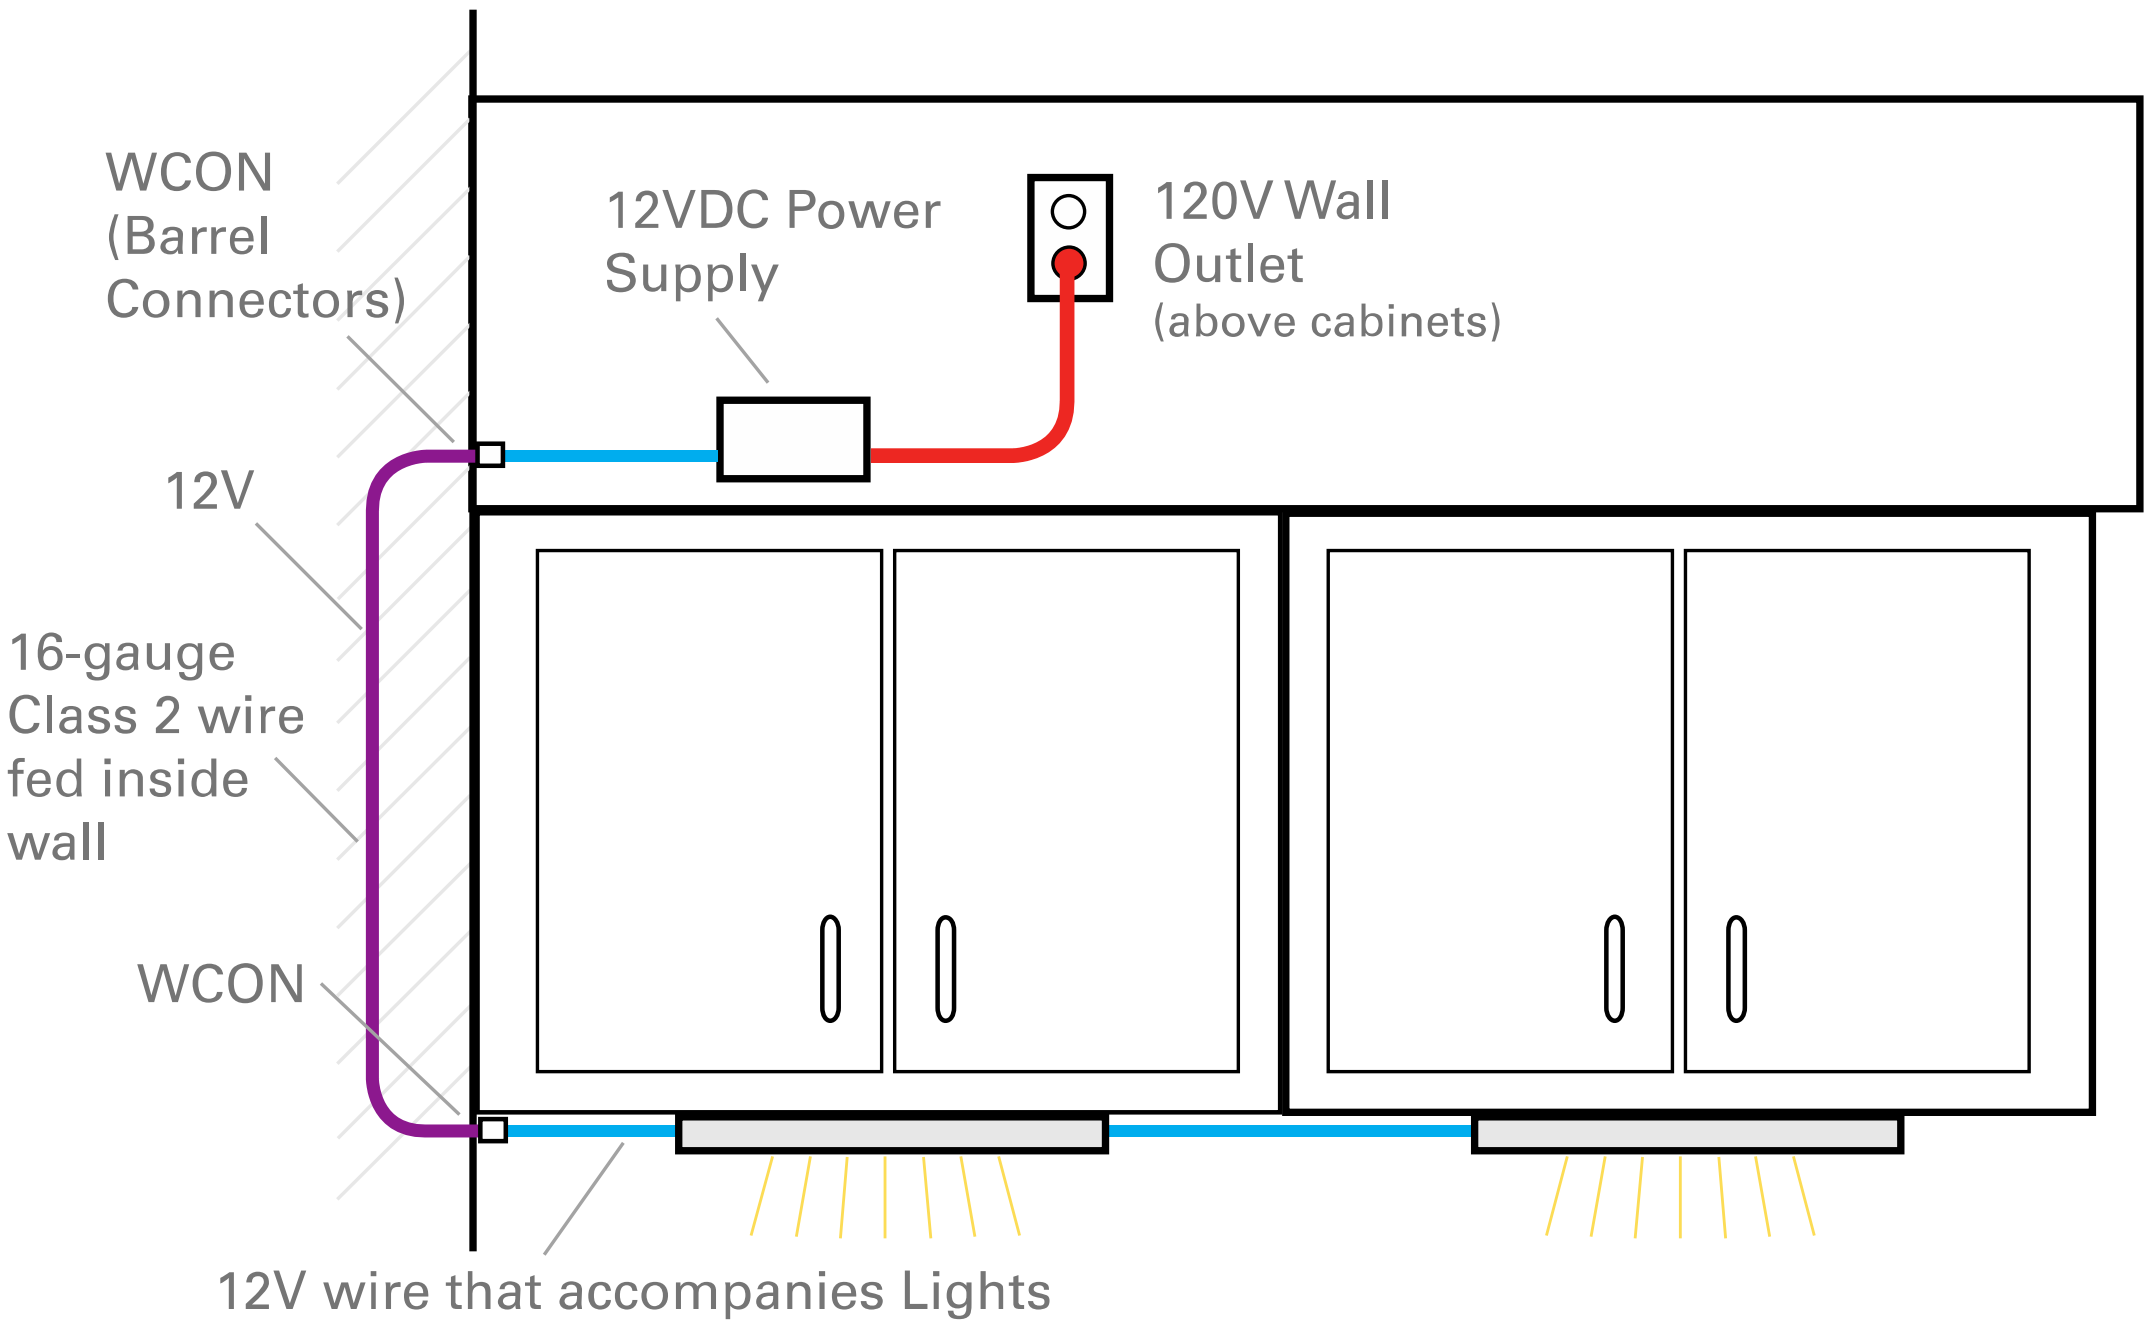 WCON
(Barrel
Connectors)
12VDC Power
Supply
120V Wall
Outlet
(above cabinets)
12V
16-gauge
Class 2 wire
fed inside
wall
WCON
12V wire that accompanies Lights